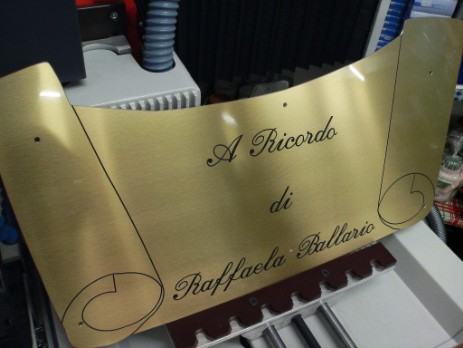 A Ricordo
di
Raffaela Ballario